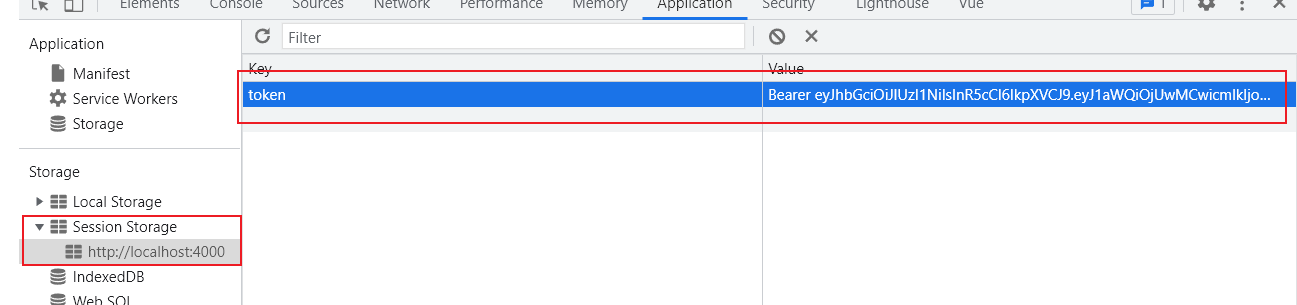 Elements Console Sources Network Performance Memory Application Security Lighthouse Vue 1
Application
Manifest
Service Workers
Storage
Storage
Local Storage
Session Storage
http://localhost:4000
IndexedDB
Web SQL
Filter
Key Value
token Bearer eyJhbGciOiJIUzI1NiIsInR5cCI6IkpXVCJ9.eyJ1aWQiOjUwMCwicmlkIjo...